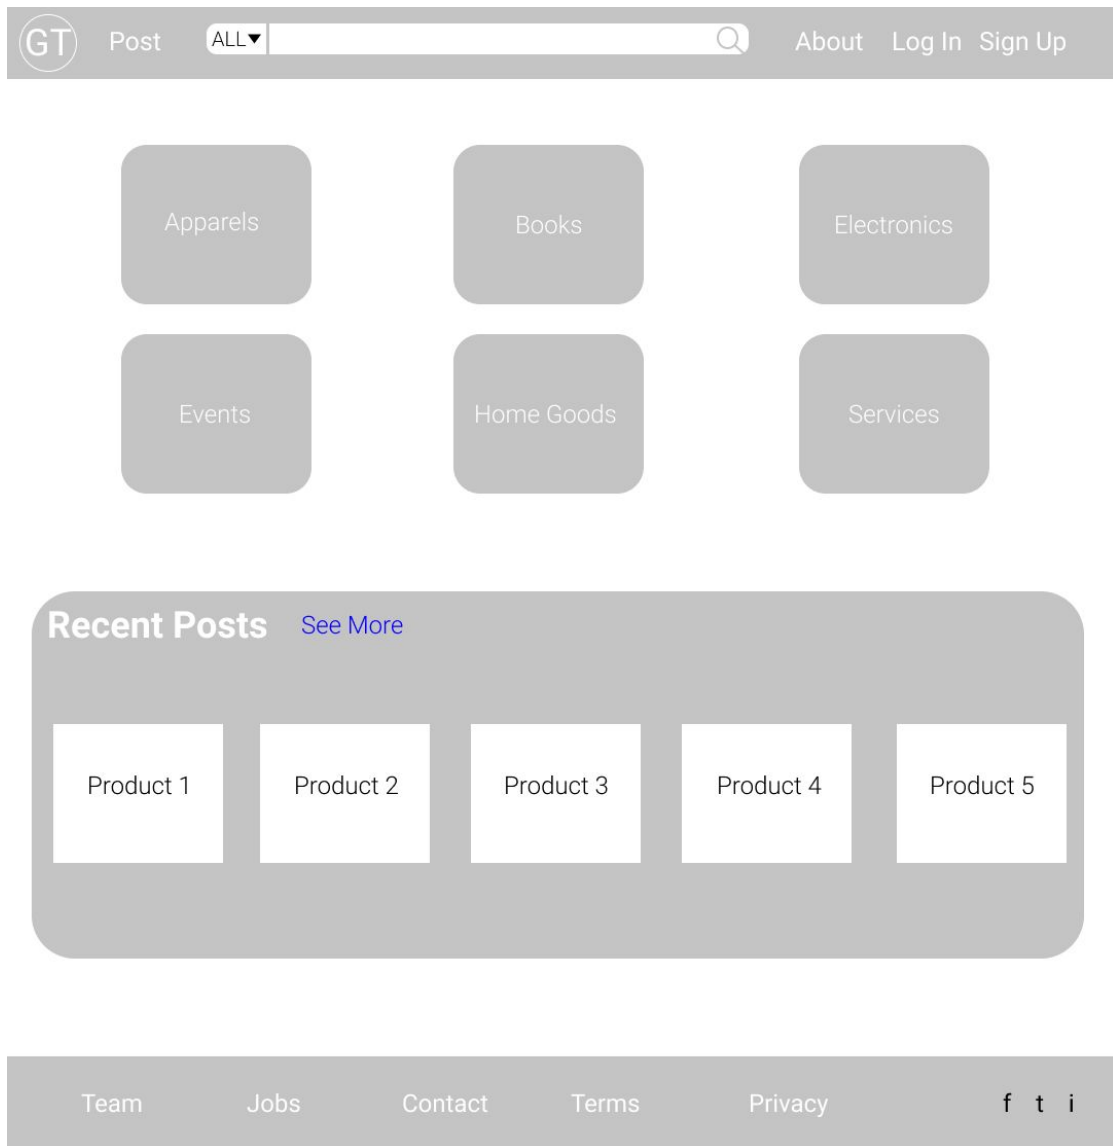 GT Post ALL▼ About Log In Sign Up
Apparels Books Electronics
Events Home Goods Services
Recent Posts See More
Product 1 Product 2 Product 3 Product 4 Product 5
Team Jobs Contact Terms Privacy f t i